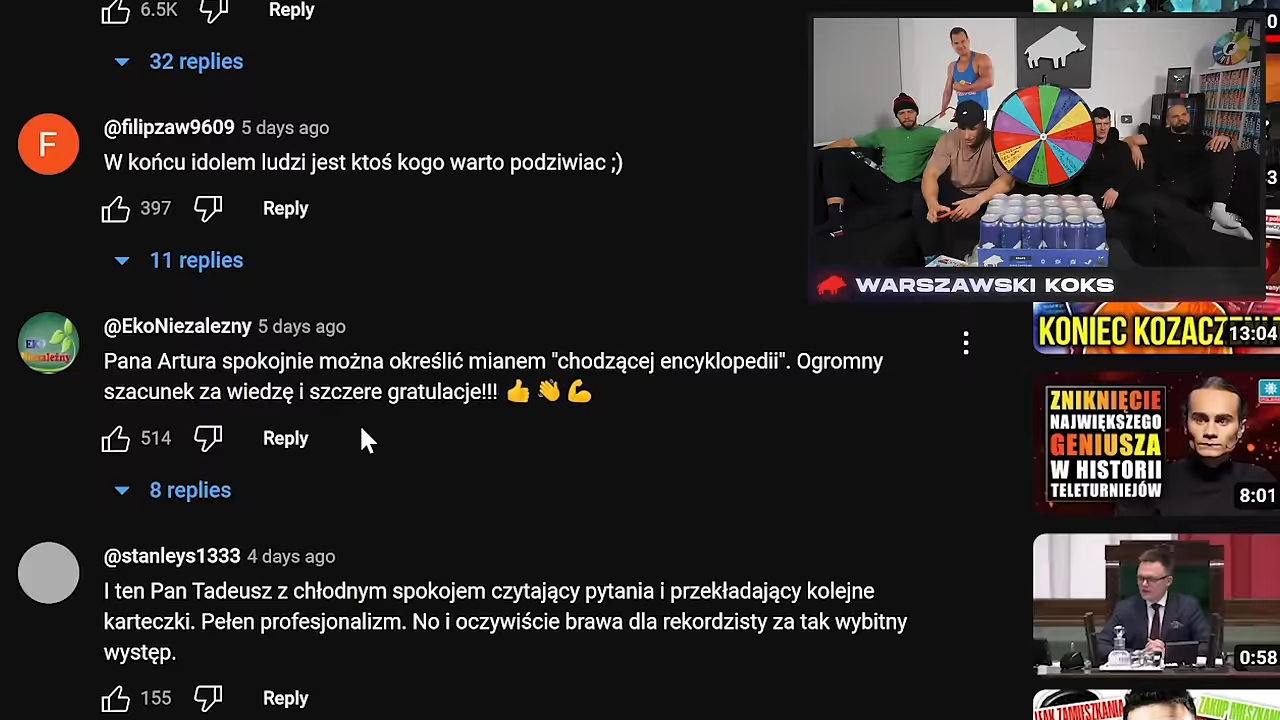 6.5K Reply
32 replies
@filipzaw9609 5 days ago
W końcu idolem ludzi jest ktoś kogo warto podziwiac ;)
397 Reply
11 replies
@EkoNiezalezny 5 days ago
Pana Artura spokojnie można określić mianem "chodzącej encyklopedii". Ogromny
szacunek za wiedzę i szczere gratulacje!!! 👍 👏 💪
514 Reply
8 replies
@stanleys1333 4 days ago
I ten Pan Tadeusz z chłodnym spokojem czytający pytania i przekładający kolejne
karteczki. Pełen profesjonalizm. No i oczywiście brawa dla rekordzisty za tak wybitny
występ.
155 Reply
WARSZAWSKI KOKS
KONIEC
13:04
ZNIKNIĘCIE
NAJWIĘKSZEGO
GENIUSZA
W HISTORII
TELETURNIEJÓW
8:01
0:58
ZAMIESZKANIA
ZAKUP